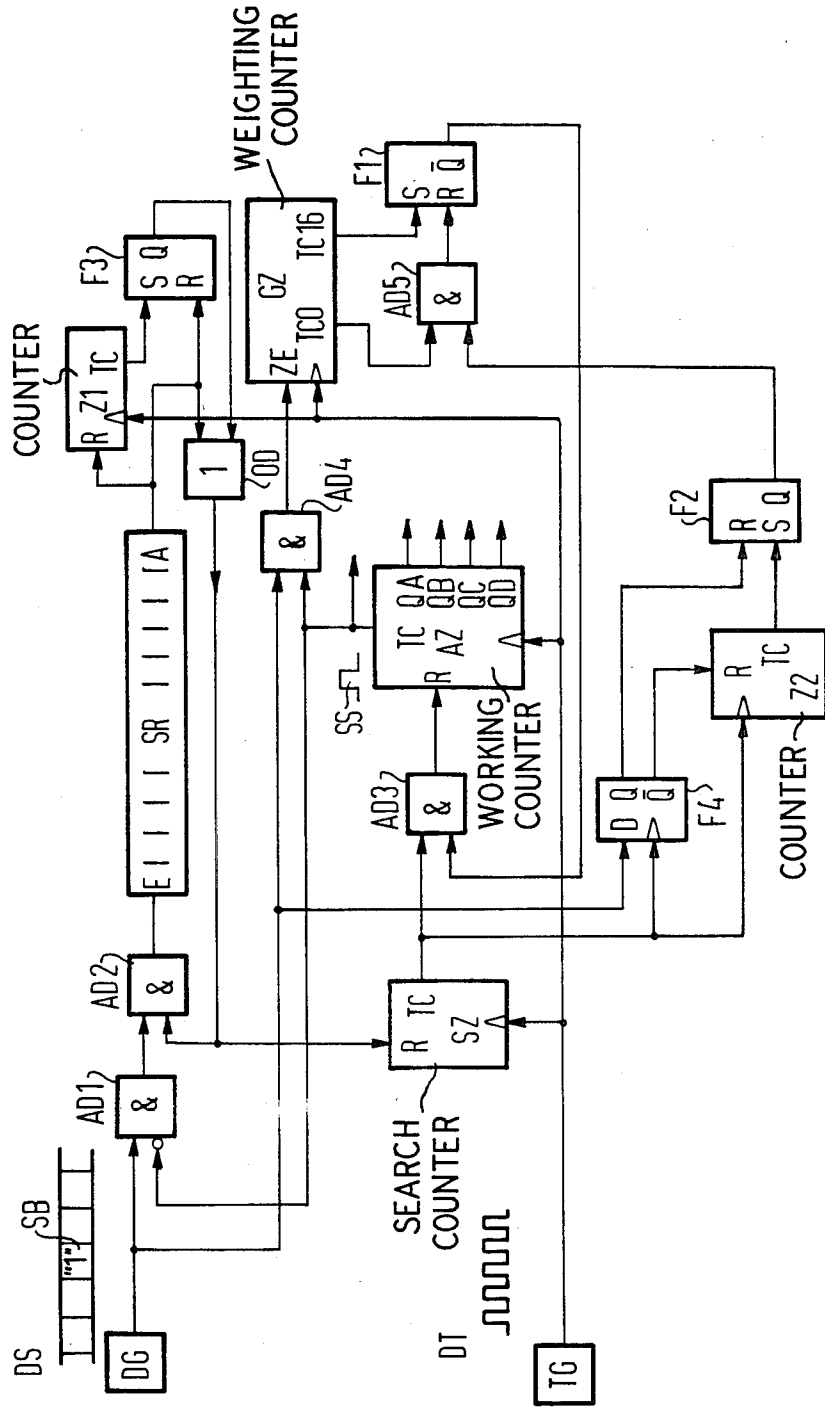 DS
SB
"1"
DG
AD1
&
AD2
&
E SR A
COUNTER
R Z1 TC
F3
S Q
R
1
OD
WEIGHTING
COUNTER
ZE GZ
TC0 TC16
AD4
&
F1
S
R Q̅
AD5
&
SS
TC QA
R AZ QB
QC
QD
WORKING
COUNTER
AD3
&
R TC
SZ
SEARCH
COUNTER
DT
TG
D Q
Q̅
F4
F2
R
S Q
R
TC
Z2
COUNTER